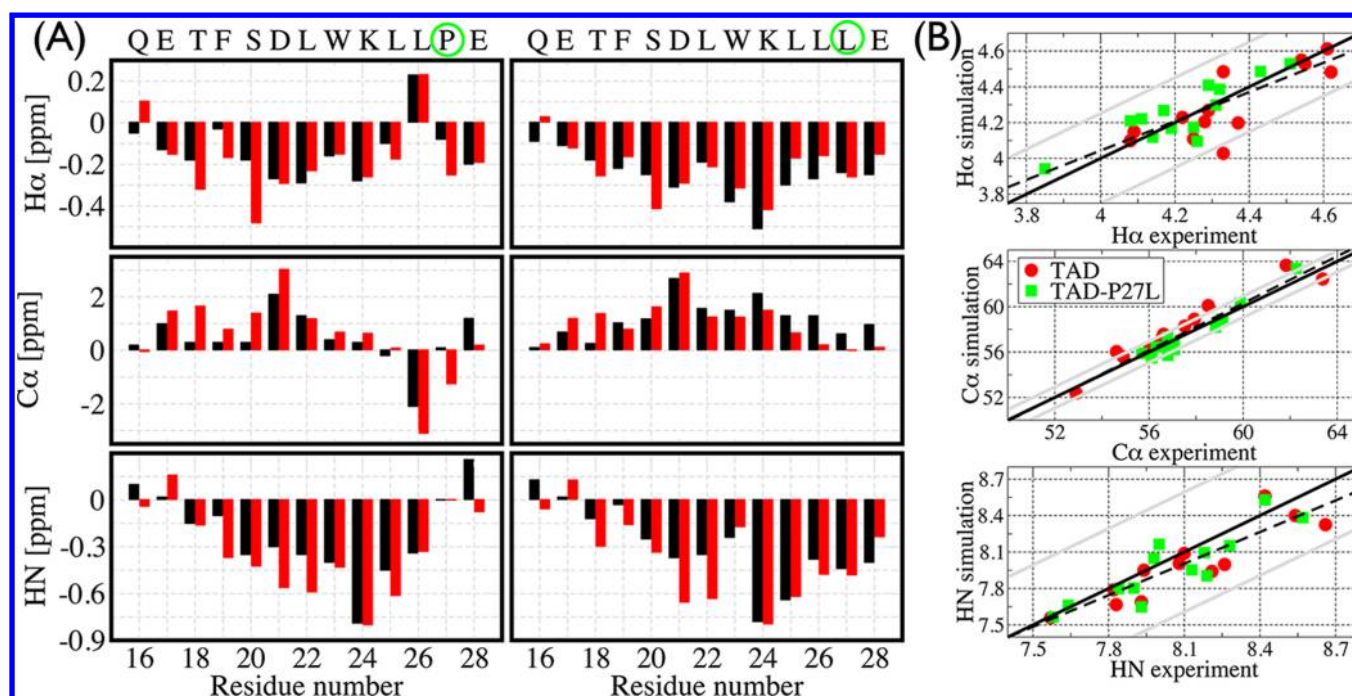 (A)
Q E T F S D L W K L L P E
Q E T F S D L W K L L L E
Hα [ppm]
0.2
0
-0.2
-0.4
Cα [ppm]
2
0
-2
HN [ppm]
0
-0.3
-0.6
-0.9
16 18 20 22 24 26 28
Residue number
16 18 20 22 24 26 28
Residue number
(B)
Hα simulation
4.6
4.4
4.2
4
3.8
3.8 4 4.2 4.4 4.6
Hα experiment
Cα simulation
64
60
56
52
TAD
TAD-P27L
52 56 60 64
Cα experiment
HN simulation
8.7
8.4
8.1
7.8
7.5
7.5 7.8 8.1 8.4 8.7
HN experiment